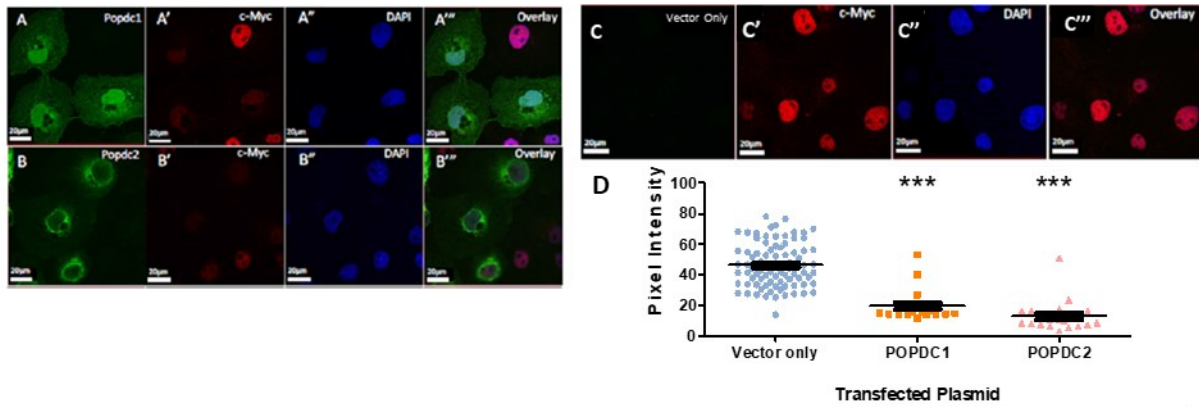 A Popdc1 A' c-Myc A'' DAPI A''' Overlay
20μm 20μm 20μm 20μm
B Popdc2 B' c-Myc B'' DAPI B''' Overlay
20μm 20μm 20μm 20μm
C Vector Only C' c-Myc C'' DAPI C''' Overlay
20μm 20μm 20μm 20μm
D
*** ***
100
80
60
40
20
0
Pixel Intensity
Vector only POPDC1 POPDC2
Transfected Plasmid